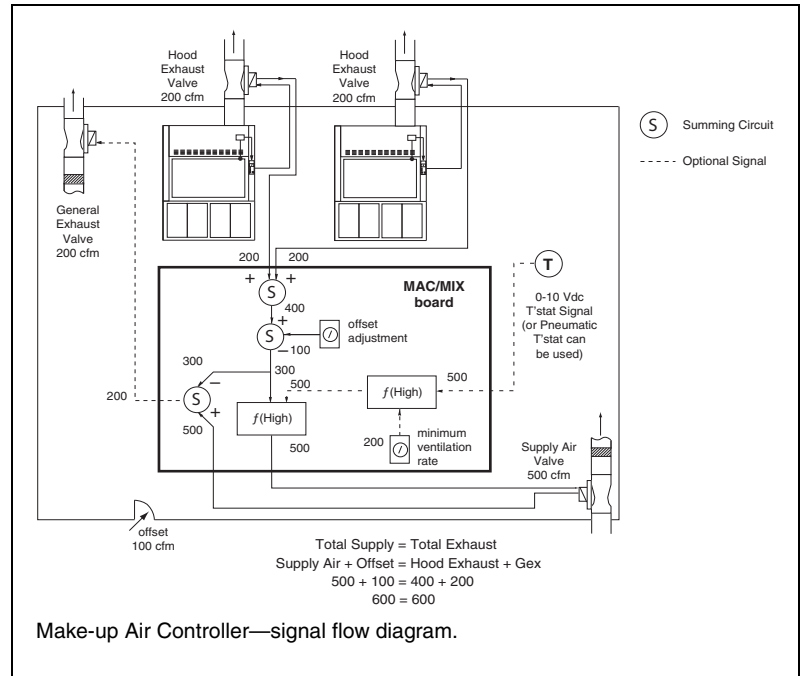 Hood
Exhaust
Valve
200 cfm
Hood
Exhaust
Valve
200 cfm
S Summing Circuit
Optional Signal
General
Exhaust
Valve
200 cfm
200 200
+ +
S
400
MAC/MIX
board
T
0-10 Vdc
T'stat Signal
(or Pneumatic
T'stat can
be used)
+
S
–100
offset
adjustment
300
300
500
500
200
–
S
+
500
ƒ(High)
500
ƒ(High)
200
minimum
ventilation
rate
Supply Air
Valve
500 cfm
offset
100 cfm
Total Supply = Total Exhaust
Supply Air + Offset = Hood Exhaust + Gex
500 + 100 = 400 + 200
600 = 600
Make-up Air Controller—signal flow diagram.